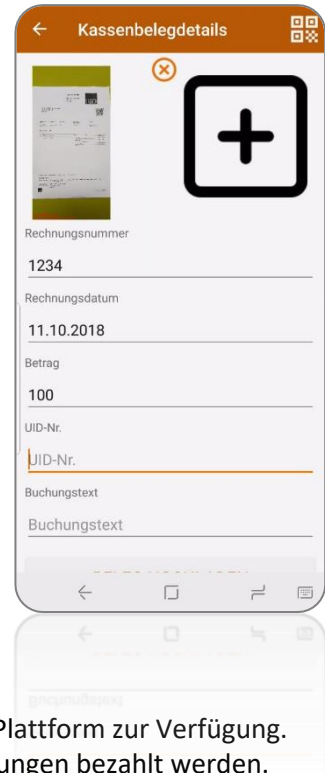 Kassenbelegdetails
Rechnungsnummer
1234
Rechnungsdatum
11.10.2018
Betrag
100
UID-Nr.
UID-Nr.
Buchungstext
Buchungstext
Plattform zur Verfügung.
bezahlt werden.